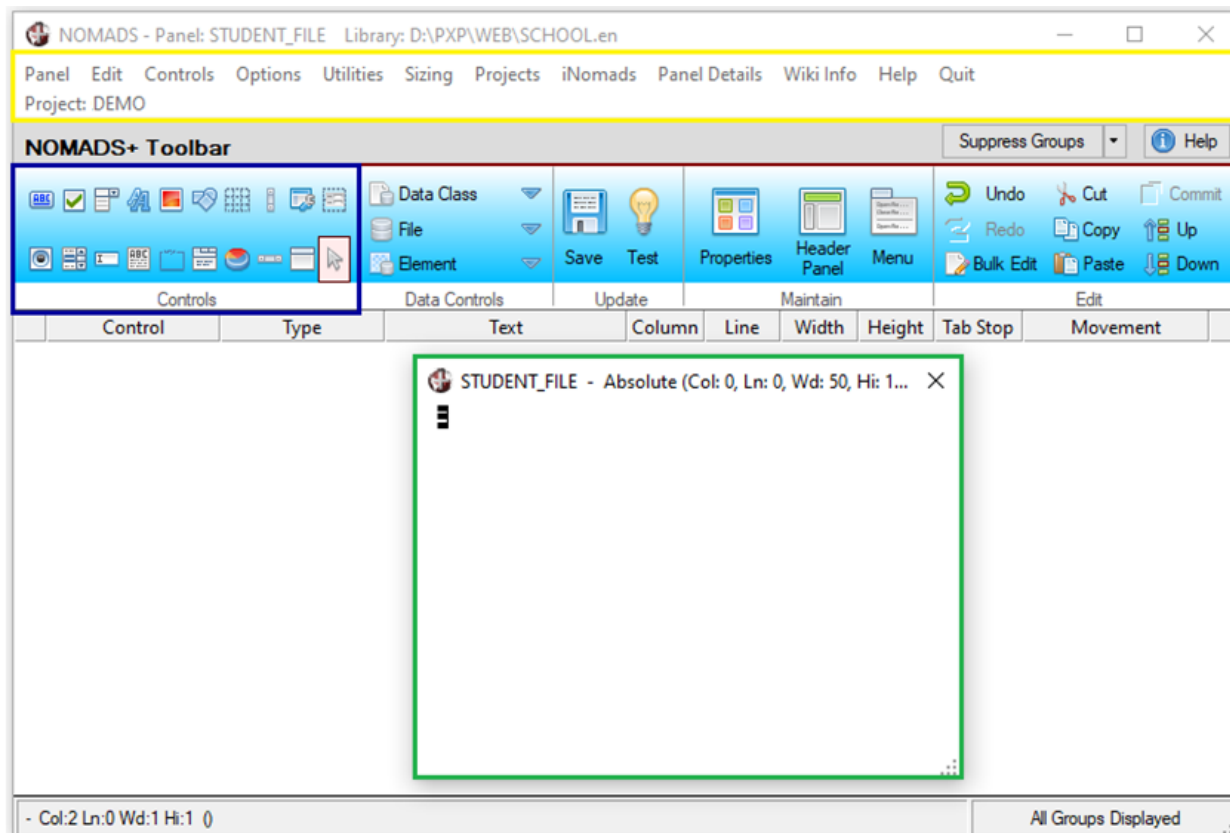 NOMADS - Panel: STUDENT_FILE Library: D:\PXP\WEB\SCHOOL.en
Panel Edit Controls Options Utilities Sizing Projects iNomads Panel Details Wiki Info Help Quit
Project: DEMO
NOMADS+ Toolbar
Suppress Groups
Help
Data Class
File
Element
Save
Test
Properties
Header
Panel
Menu
Undo Cut Commit
Redo Copy Up
Bulk Edit Paste Down
Controls Data Controls Update Maintain Edit
Control Type Text Column Line Width Height Tab Stop Movement
STUDENT_FILE - Absolute (Col: 0, Ln: 0, Wd: 50, Hi: 1...
- Col:2 Ln:0 Wd:1 Hi:1 ()
All Groups Displayed